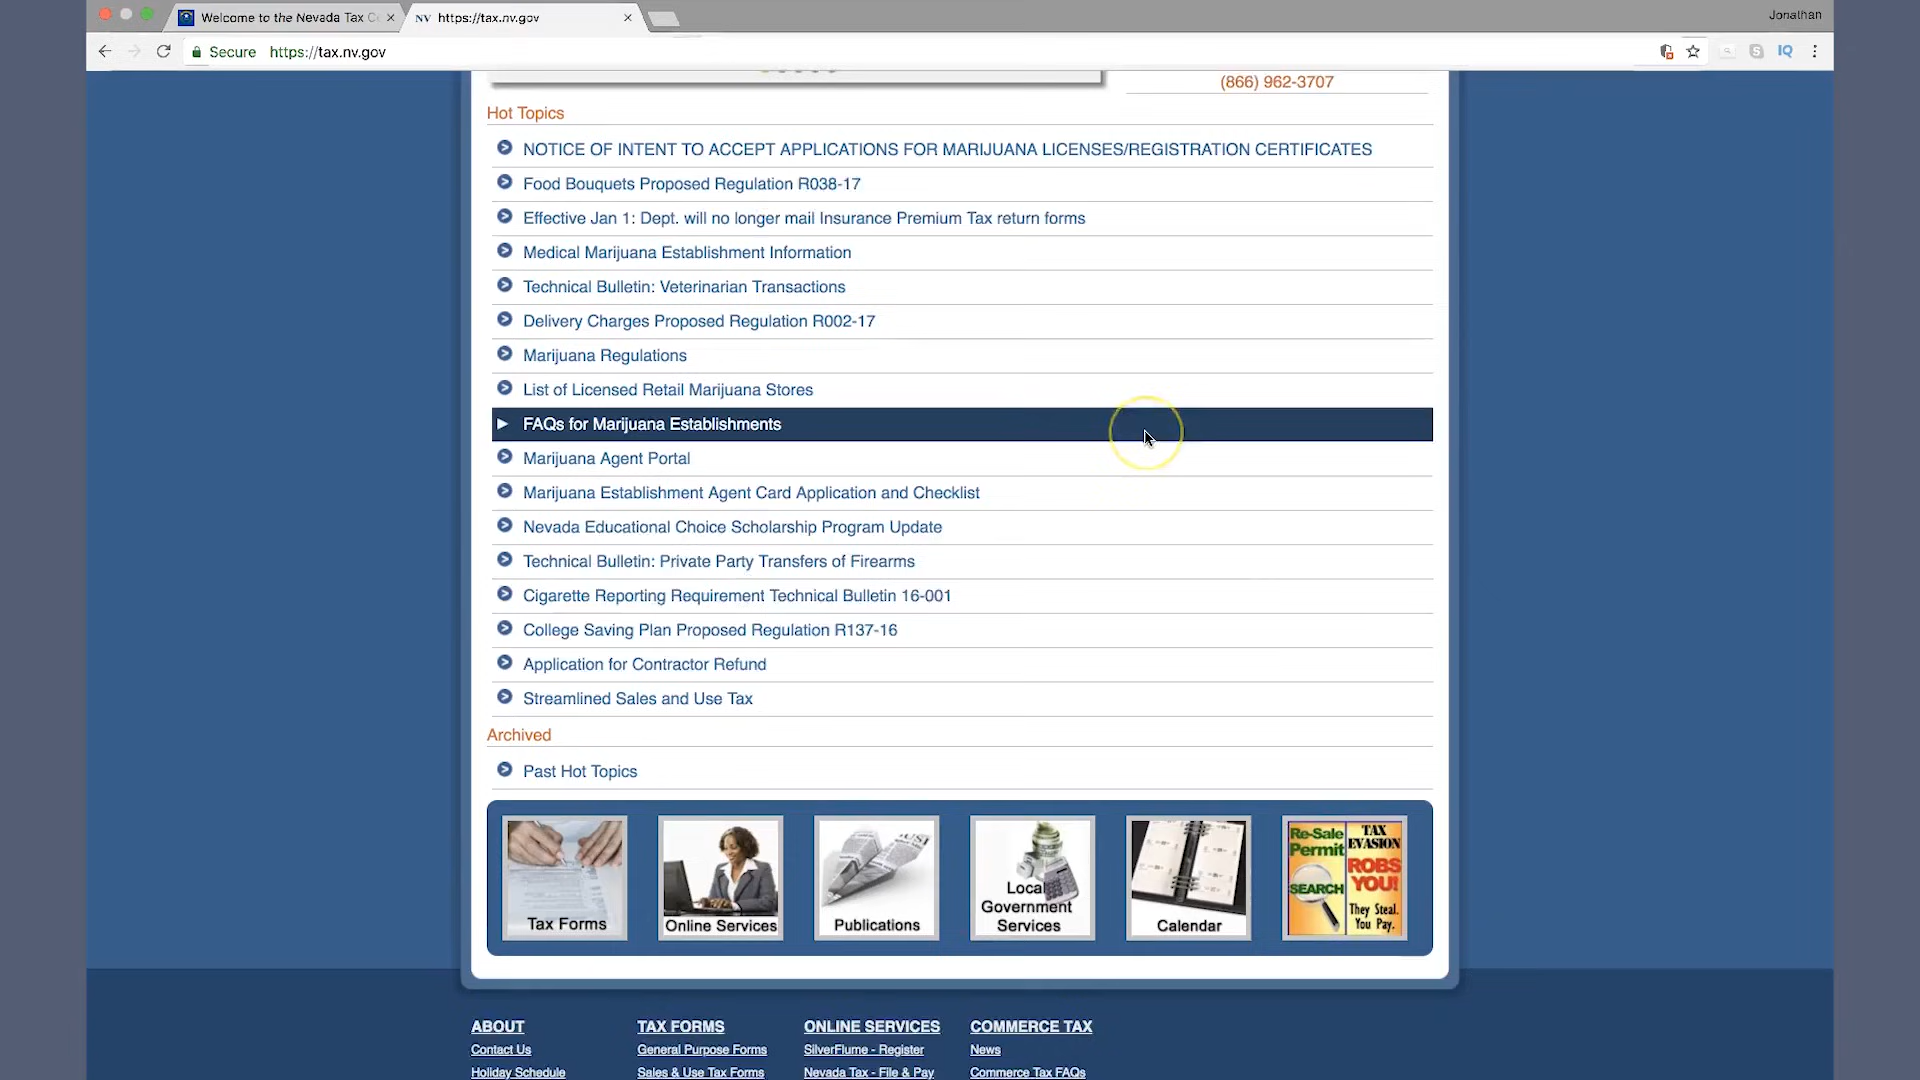 Welcome to the Nevada Tax C
NV https://tax.nv.gov
Jonathan
Secure https://tax.nv.gov
IQ
(866) 962-3707
Hot Topics
NOTICE OF INTENT TO ACCEPT APPLICATIONS FOR MARIJUANA LICENSES/REGISTRATION CERTIFICATES
Food Bouquets Proposed Regulation R038-17
Effective Jan 1: Dept. will no longer mail Insurance Premium Tax return forms
Medical Marijuana Establishment Information
Technical Bulletin: Veterinarian Transactions
Delivery Charges Proposed Regulation R002-17
Marijuana Regulations
List of Licensed Retail Marijuana Stores
FAQs for Marijuana Establishments
Marijuana Agent Portal
Marijuana Establishment Agent Card Application and Checklist
Nevada Educational Choice Scholarship Program Update
Technical Bulletin: Private Party Transfers of Firearms
Cigarette Reporting Requirement Technical Bulletin 16-001
College Saving Plan Proposed Regulation R137-16
Application for Contractor Refund
Streamlined Sales and Use Tax
Archived
Past Hot Topics
Tax Forms
Online Services
Publications
Local
Government
Services
Calendar
Re-Sale
Permit
SEARCH
TAX
EVASION
ROBS
YOU!
They Steal.
You Pay.
ABOUT
Contact Us
Holiday Schedule
TAX FORMS
General Purpose Forms
Sales & Use Tax Forms
ONLINE SERVICES
SilverFlume - Register
Nevada Tax - File & Pay
COMMERCE TAX
News
Commerce Tax FAQs